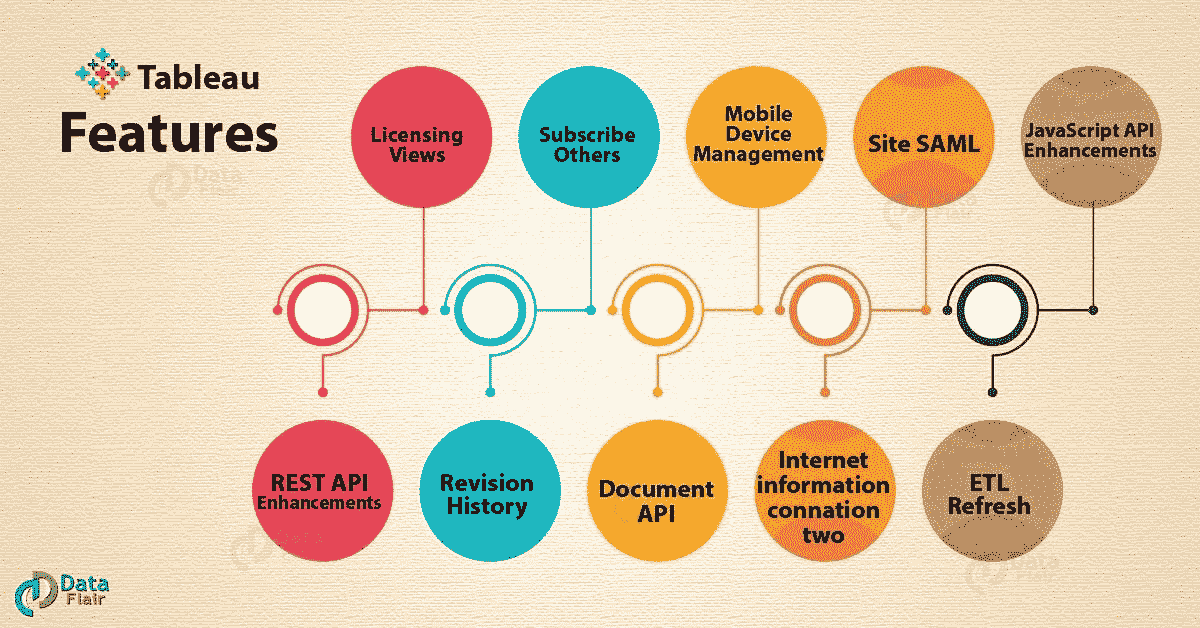 Tableau
Features
Licensing
Views
Subscribe
Others
Mobile
Device
Management
Site SAML
JavaScript API
Enhancements
REST API
Enhancements
Revision
History
Document
API
Internet
information
connation
two
ETL
Refresh
Data
Flair